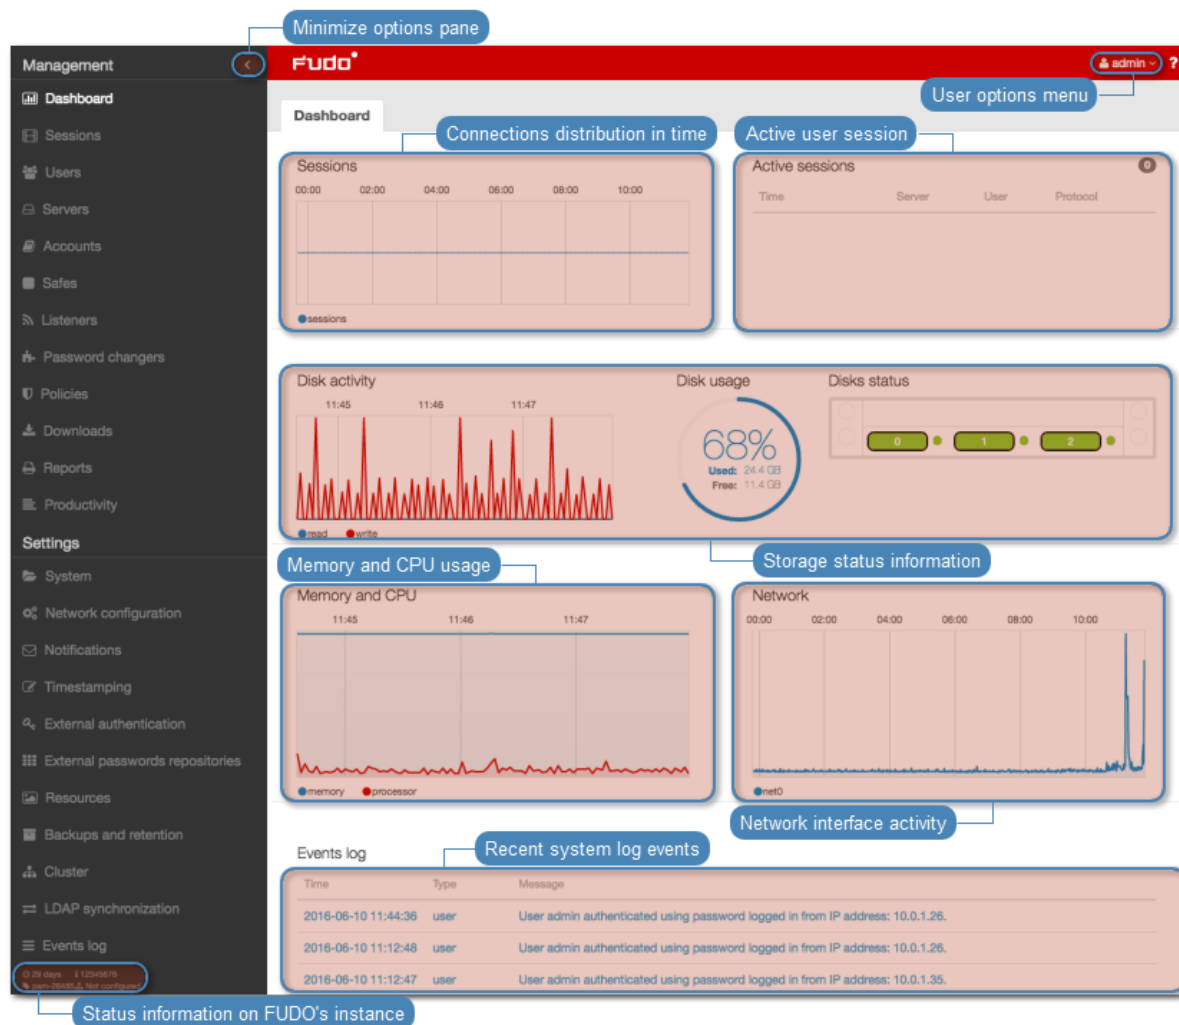 Minimize options pane
Management
FUDO
admin
?
User options menu
Dashboard
Sessions
Users
Servers
Accounts
Safes
Listeners
Password changers
Policies
Downloads
Reports
Productivity
Settings
System
Network configuration
Notifications
Timestamping
External authentication
External passwords repositories
Resources
Backups and retention
Cluster
LDAP synchronization
Events log
29 days 12345678
Not configured
Status information on FUDO's instance
Dashboard
Connections distribution in time
Active user session
Sessions
00:00 02:00 04:00 06:00 08:00 10:00
sessions
Active sessions 0
Time Server User Protocol
Disk activity
11:45 11:46 11:47
read write
Disk usage
68%
Used: 24.4 GB
Free: 11.4 GB
Disks status
0 1 2
Storage status information
Memory and CPU usage
Memory and CPU
11:45 11:46 11:47
memory processor
Network
00:00 02:00 04:00 06:00 08:00 10:00
net0
Network interface activity
Events log
Recent system log events
Time Type Message
2016-06-10 11:44:36 user User admin authenticated using password logged in from IP address: 10.0.1.26.
2016-06-10 11:12:48 user User admin authenticated using password logged in from IP address: 10.0.1.26.
2016-06-10 11:12:47 user User admin authenticated using password logged in from IP address: 10.0.1.35.